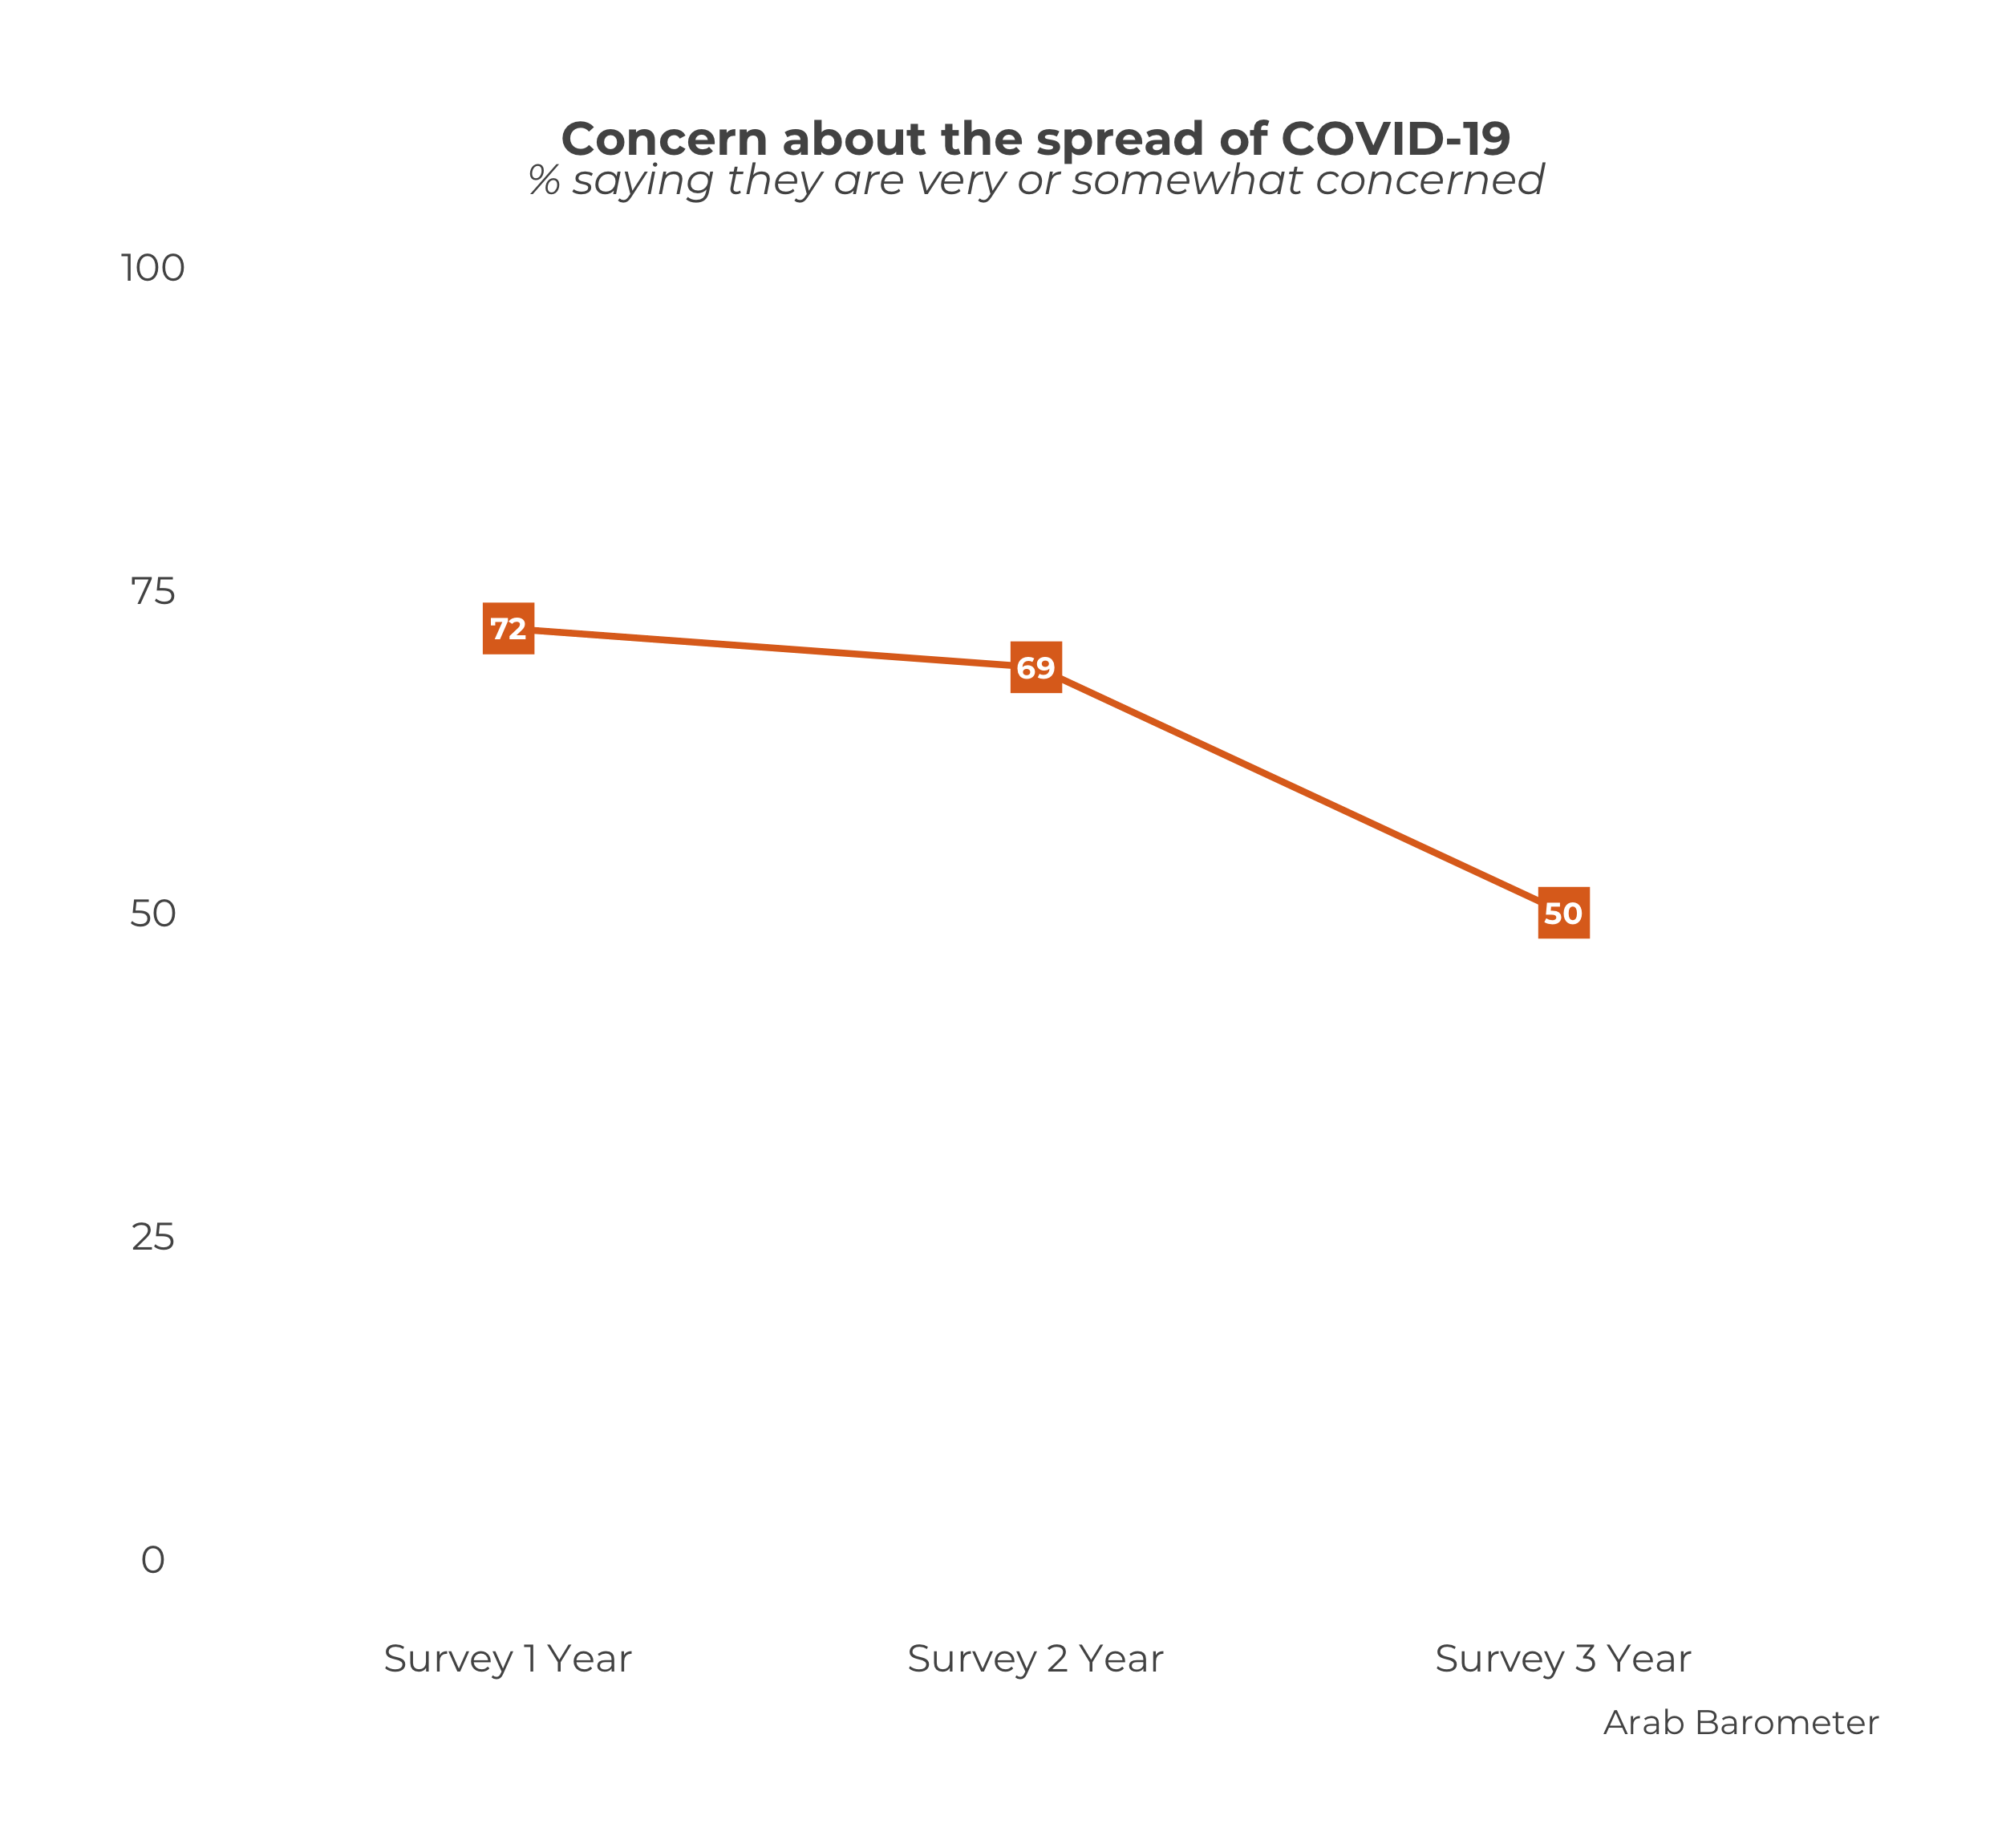 Concern about the spread of COVID-19
% saying they are very or somewhat concerned
100
75
72
69
50
50
25
0
Survey 1 Year
Survey 2 Year
Survey 3 Year
Arab Barometer